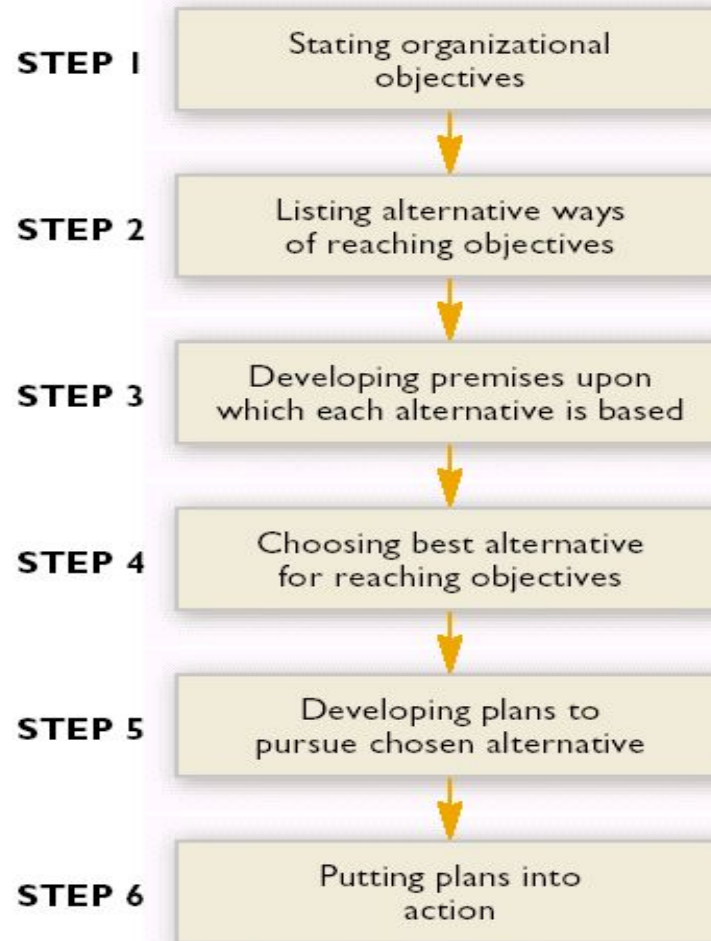 STEP 1
Stating organizational
objectives
STEP 2
Listing alternative ways
of reaching objectives
STEP 3
Developing premises upon
which each alternative is based
STEP 4
Choosing best alternative
for reaching objectives
STEP 5
Developing plans to
pursue chosen alternative
STEP 6
Putting plans into
action